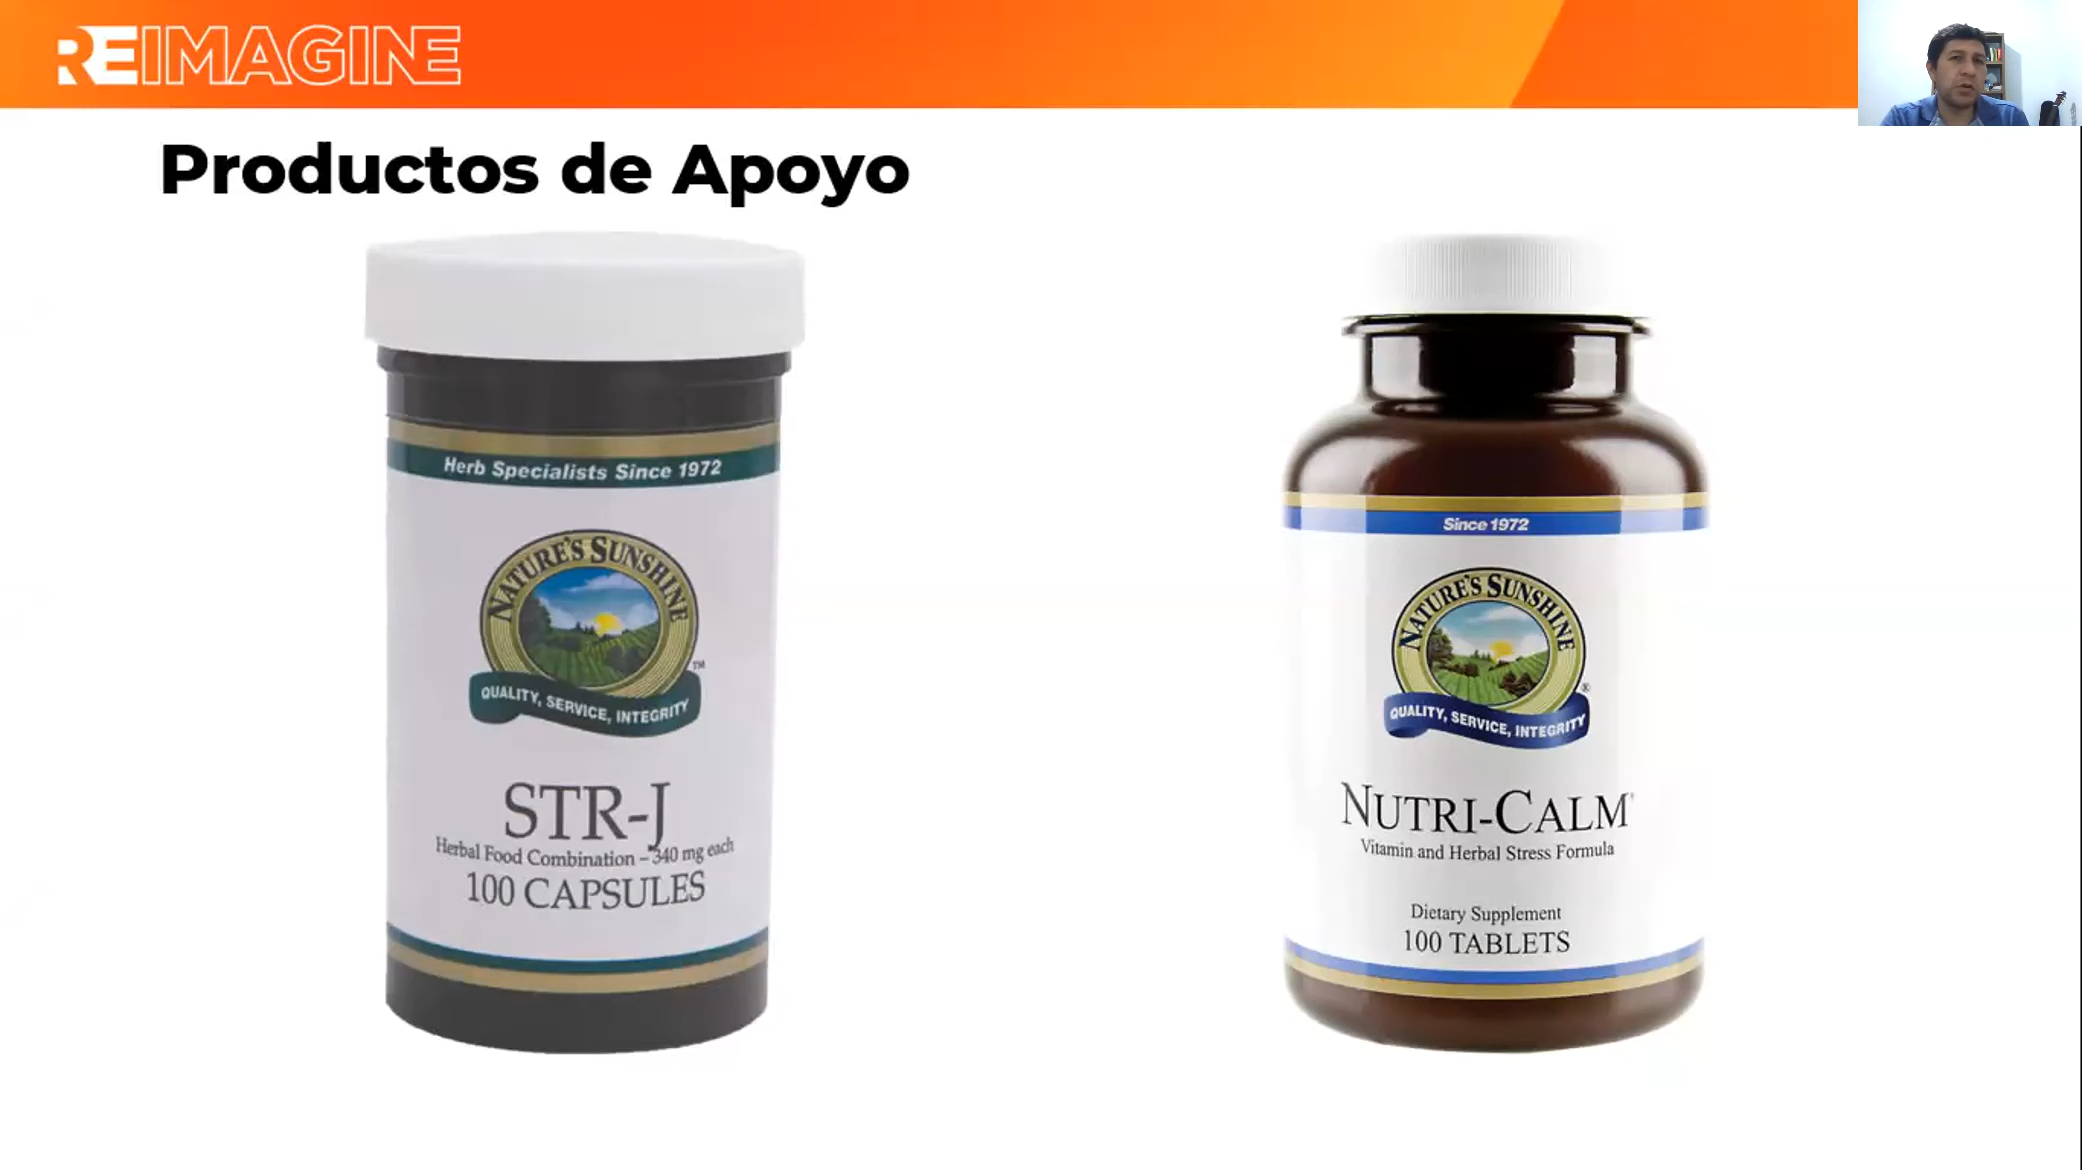 REIMAGINE
Productos de Apoyo
Herb Specialists Since 1972
NATURE'S SUNSHINE
TM
QUALITY, SERVICE, INTEGRITY
STR-J
Herbal Food Combination – 340 mg each
100 CAPSULES
Since 1972
NATURE'S SUNSHINE
®
QUALITY, SERVICE, INTEGRITY
NUTRI-CALM
Vitamin and Herbal Stress Formula
Dietary Supplement
100 TABLETS